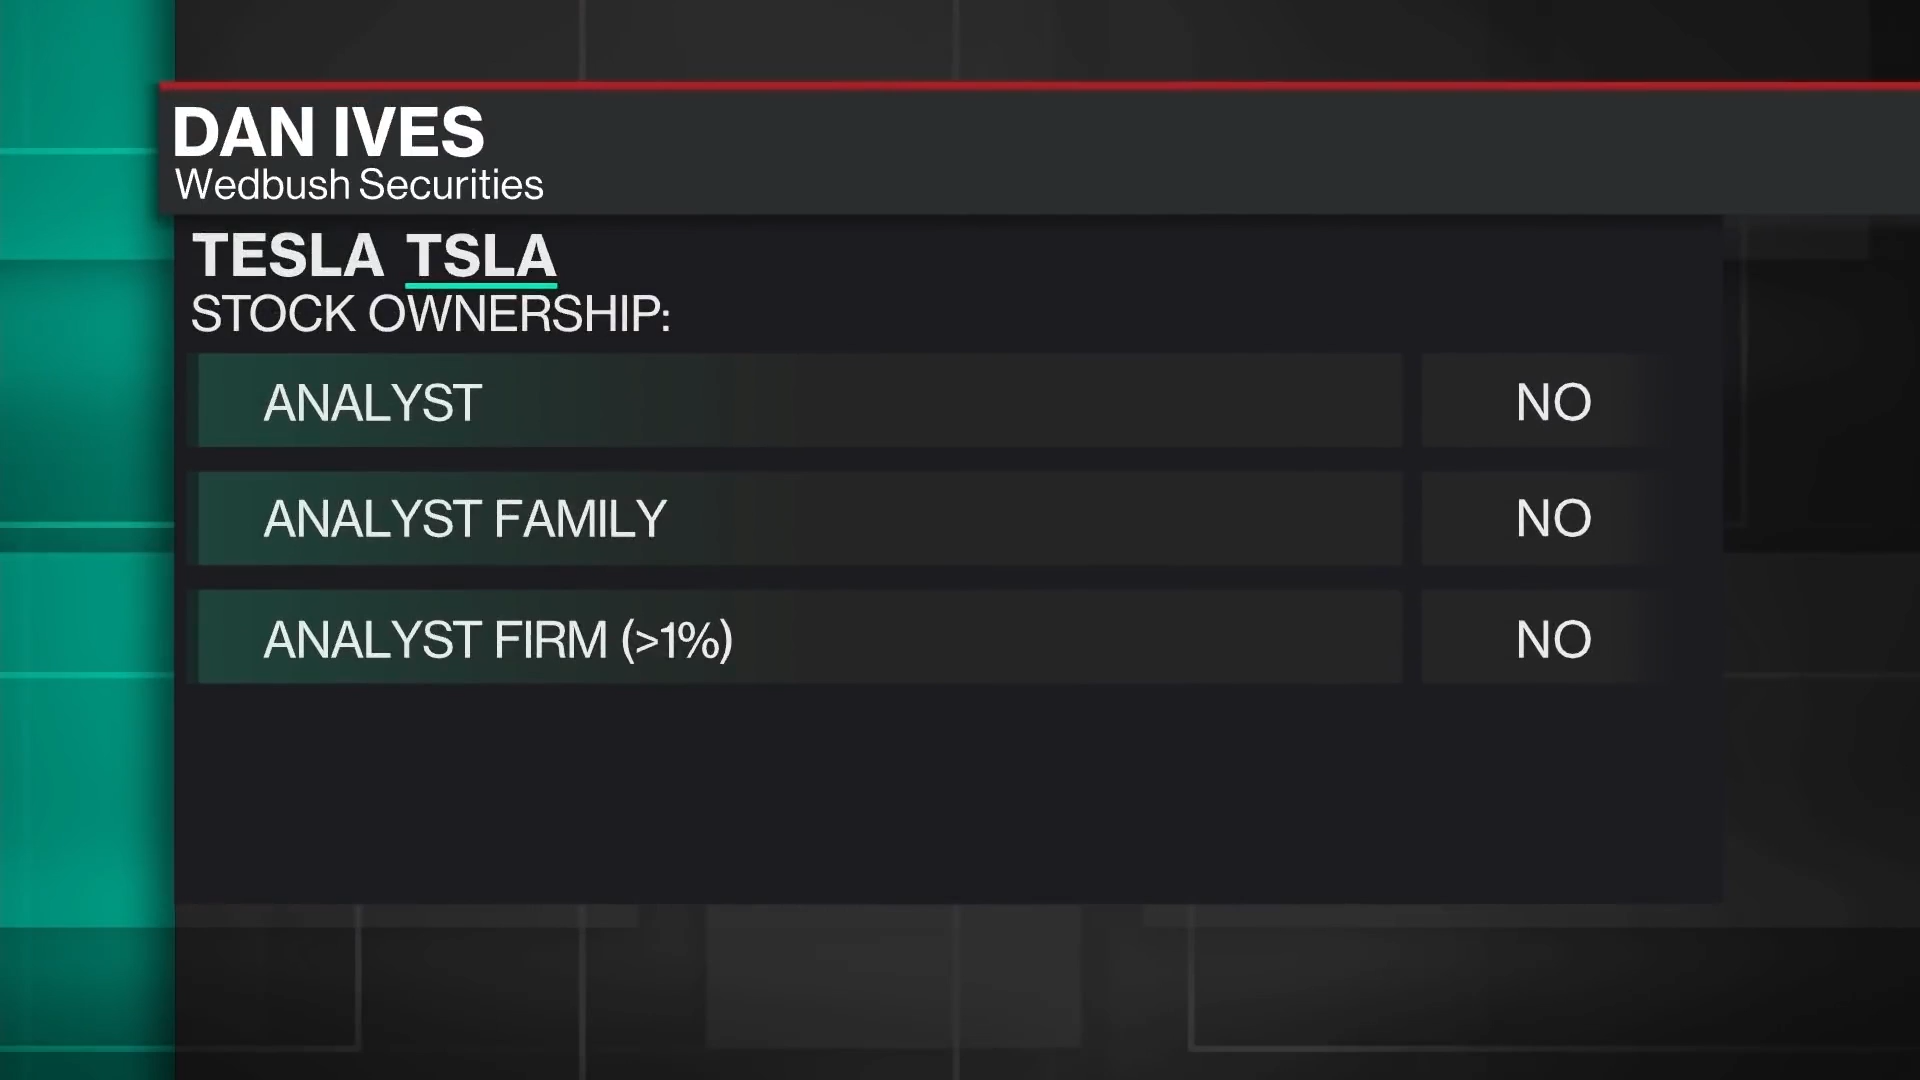 DAN IVES
Wedbush Securities
TESLA TSLA
STOCK OWNERSHIP:
ANALYST NO
ANALYST FAMILY NO
ANALYST FIRM (>1%) NO